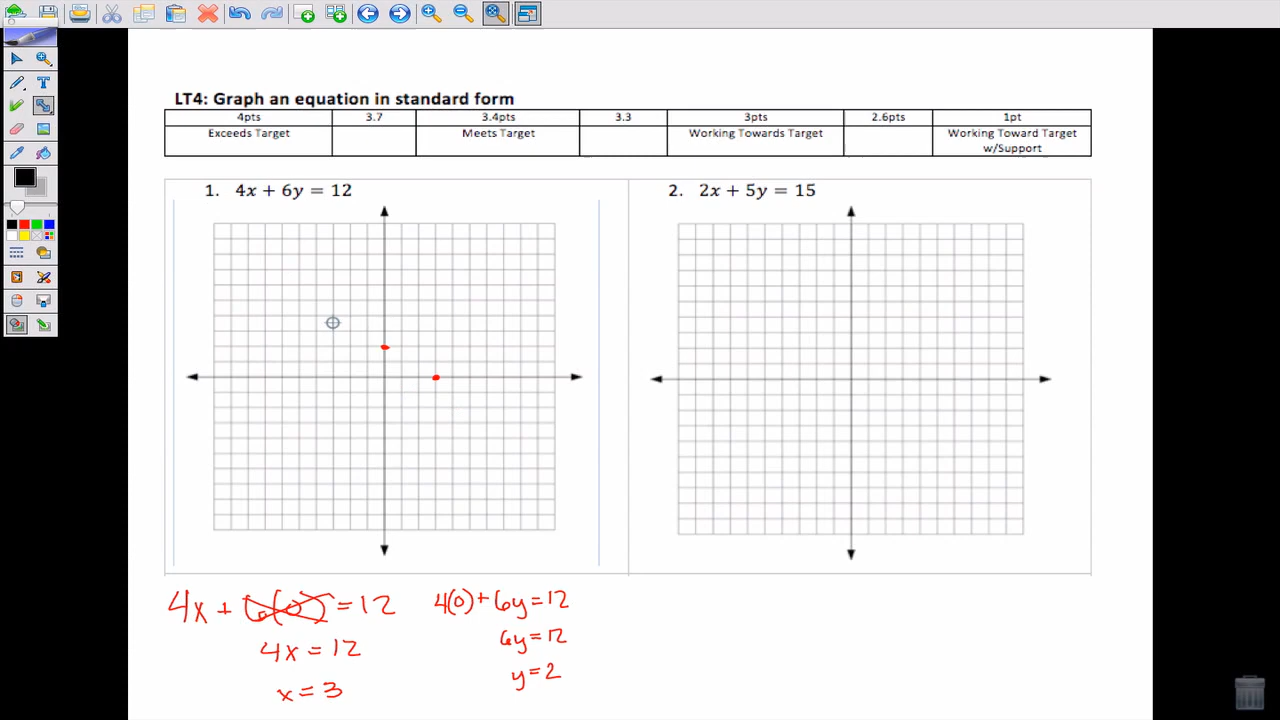 LT4: Graph an equation in standard form
4pts 3.7 3.4pts 3.3 3pts 2.6pts 1pt
Exceeds Target Meets Target Working Towards Target Working Toward Target
w/Support
1. 4x + 6y = 12 2. 2x + 5y = 15
4x + 6(0) = 12 4(0) + 6y = 12
4x = 12 6y = 12
x = 3 y = 2